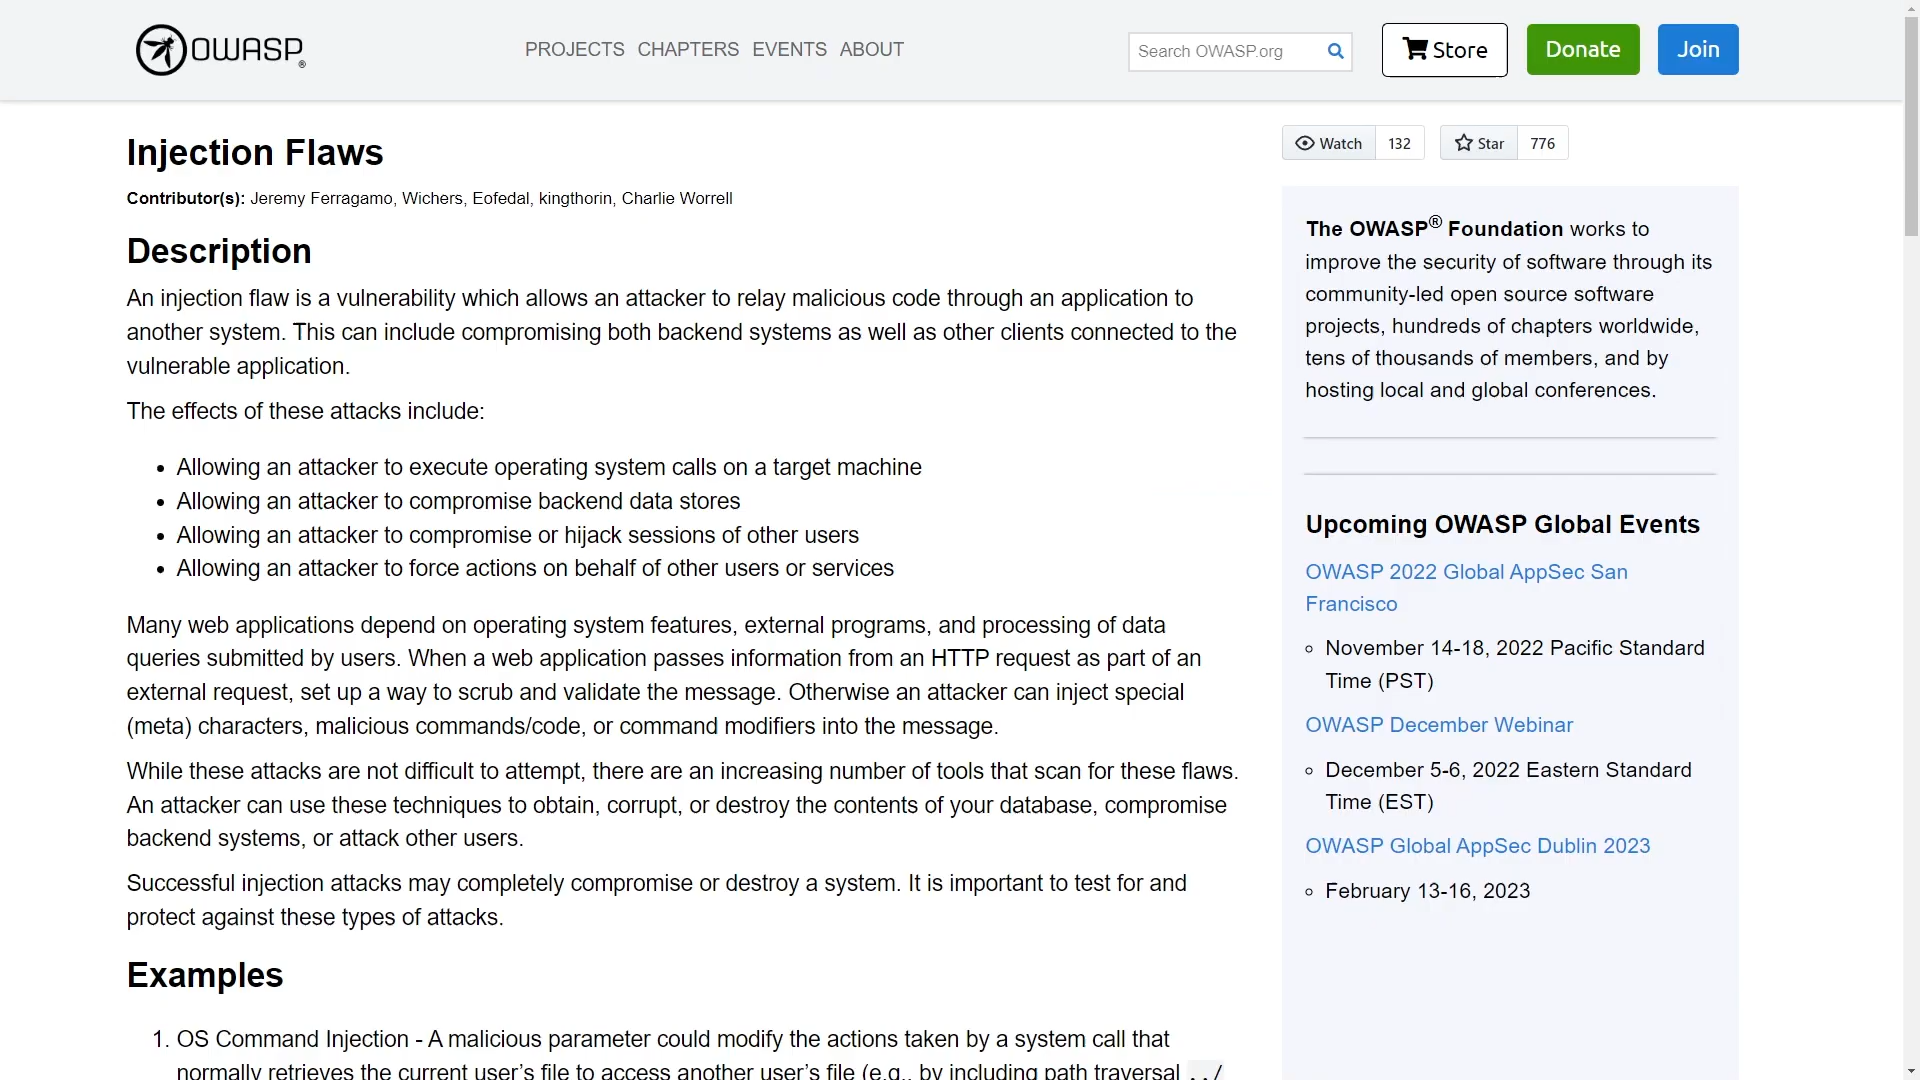 OWASP®
PROJECTS CHAPTERS EVENTS ABOUT
Search OWASP.org
Store
Donate
Join
Injection Flaws
Contributor(s): Jeremy Ferragamo, Wichers, Eofedal, kingthorin, Charlie Worrell
Description
An injection flaw is a vulnerability which allows an attacker to relay malicious code through an application to
another system. This can include compromising both backend systems as well as other clients connected to the
vulnerable application.
The effects of these attacks include:
• Allowing an attacker to execute operating system calls on a target machine
• Allowing an attacker to compromise backend data stores
• Allowing an attacker to compromise or hijack sessions of other users
• Allowing an attacker to force actions on behalf of other users or services
Many web applications depend on operating system features, external programs, and processing of data
queries submitted by users. When a web application passes information from an HTTP request as part of an
external request, set up a way to scrub and validate the message. Otherwise an attacker can inject special
(meta) characters, malicious commands/code, or command modifiers into the message.
While these attacks are not difficult to attempt, there are an increasing number of tools that scan for these flaws.
An attacker can use these techniques to obtain, corrupt, or destroy the contents of your database, compromise
backend systems, or attack other users.
Successful injection attacks may completely compromise or destroy a system. It is important to test for and
protect against these types of attacks.
Examples
1. OS Command Injection - A malicious parameter could modify the actions taken by a system call that
normally retrieves the current user's file to access another user's file (e.g., by including path traversal ../
Watch 132
Star 776
The OWASP® Foundation works to
improve the security of software through its
community-led open source software
projects, hundreds of chapters worldwide,
tens of thousands of members, and by
hosting local and global conferences.
Upcoming OWASP Global Events
OWASP 2022 Global AppSec San
Francisco
◦ November 14-18, 2022 Pacific Standard
Time (PST)
OWASP December Webinar
◦ December 5-6, 2022 Eastern Standard
Time (EST)
OWASP Global AppSec Dublin 2023
◦ February 13-16, 2023